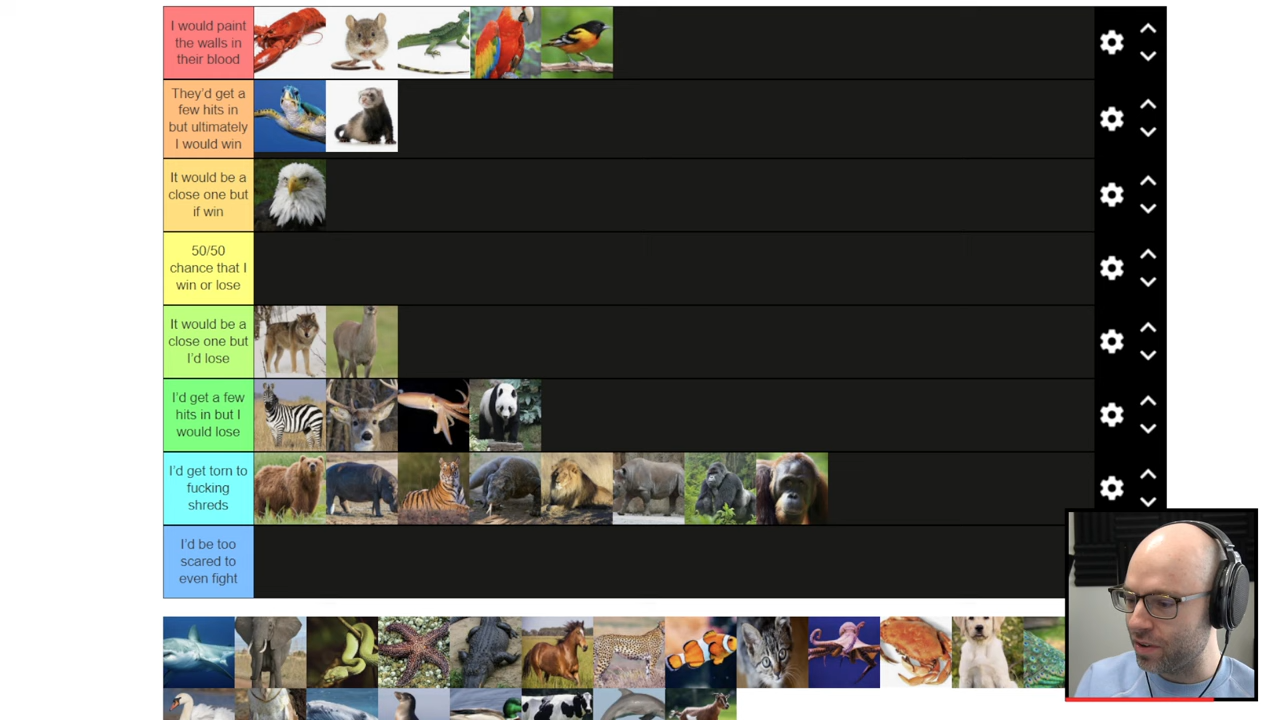 I would paint
the walls in
their blood
They'd get a
few hits in
but ultimately
I would win
It would be a
close one but
if win
50/50
chance that I
win or lose
It would be a
close one but
I'd lose
I'd get a few
hits in but I
would lose
I'd get torn to
fucking
shreds
I'd be too
scared to
even fight